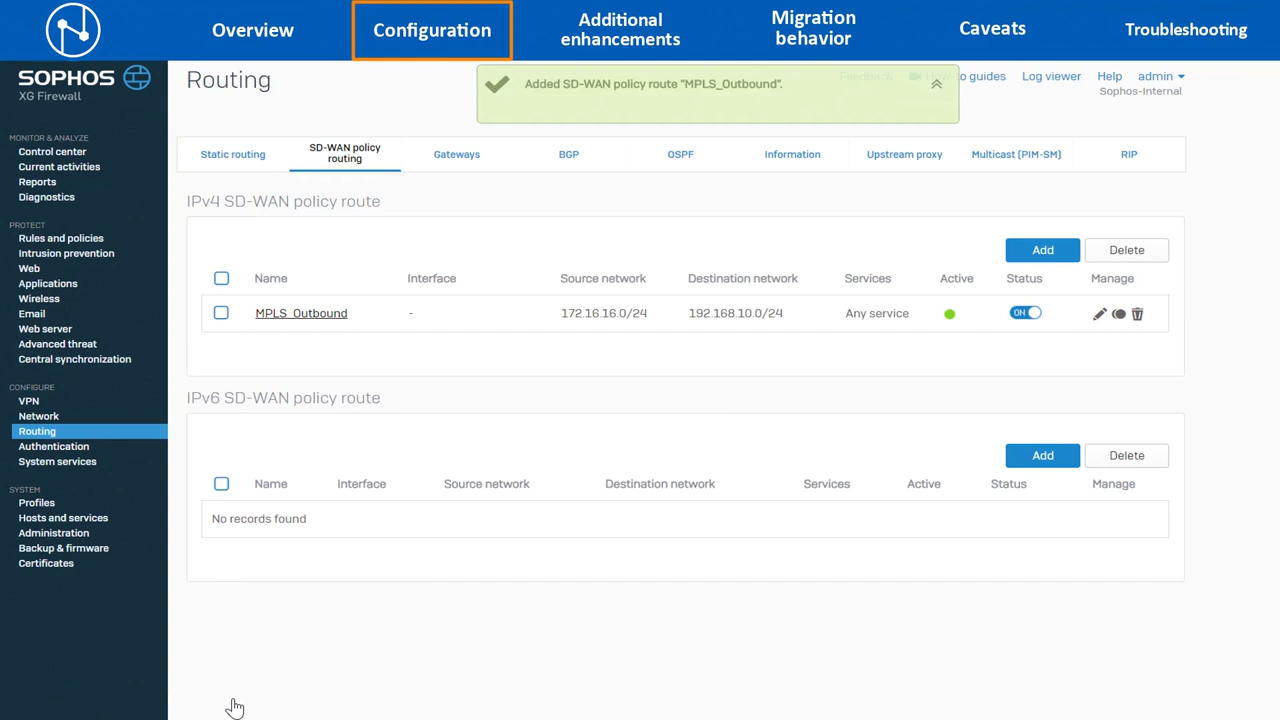 Overview
Configuration
Additional
enhancements
Migration
behavior
Caveats
Troubleshooting
SOPHOS
XG Firewall
Routing
Added SD-WAN policy route "MPLS_Outbound".
Feedback
guides
Log viewer
Help
admin
Sophos-Internal
MONITOR & ANALYZE
Control center
Current activities
Reports
Diagnostics
PROTECT
Rules and policies
Intrusion prevention
Web
Applications
Wireless
Email
Web server
Advanced threat
Central synchronization
CONFIGURE
VPN
Network
Routing
Authentication
System services
SYSTEM
Profiles
Hosts and services
Administration
Backup & firmware
Certificates
Static routing
SD-WAN policy
routing
Gateways
BGP
OSPF
Information
Upstream proxy
Multicast (PIM-SM)
RIP
IPv4 SD-WAN policy route
Add
Delete
Name Interface Source network Destination network Services Active Status Manage
MPLS_Outbound - 172.16.16.0/24 192.168.10.0/24 Any service ON
IPv6 SD-WAN policy route
Add
Delete
Name Interface Source network Destination network Services Active Status Manage
No records found